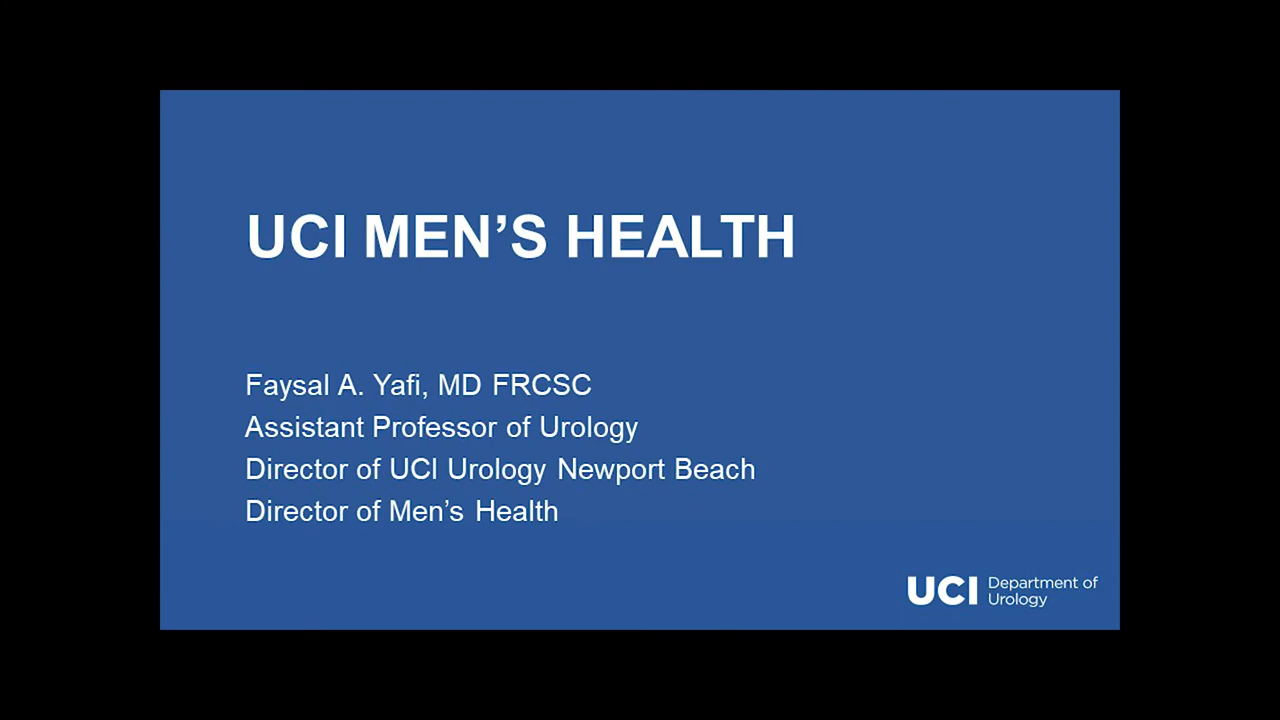 UCI MEN’S HEALTH
Faysal A. Yafi, MD FRCSC
Assistant Professor of Urology
Director of UCI Urology Newport Beach
Director of Men’s Health
UCI Department of
Urology